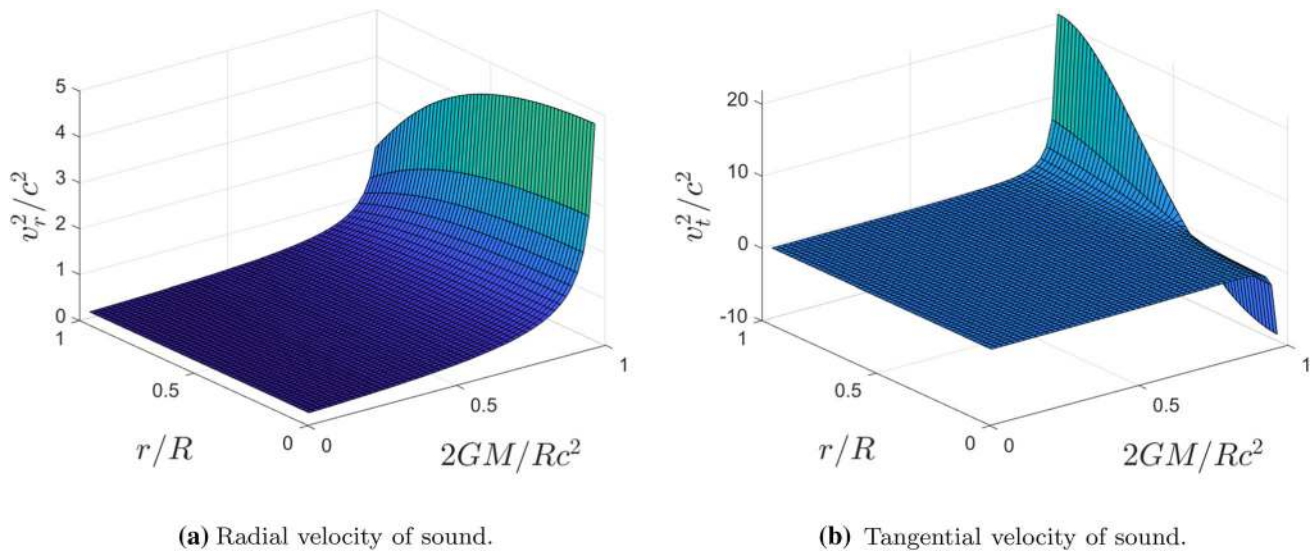 5
4
3
2
1
0
v_r^2/c^2
1
0.5
0
r/R
0
0.5
1
2GM/Rc^2
(a) Radial velocity of sound.
20
10
0
-10
v_t^2/c^2
1
0.5
0
r/R
0
0.5
1
2GM/Rc^2
(b) Tangential velocity of sound.